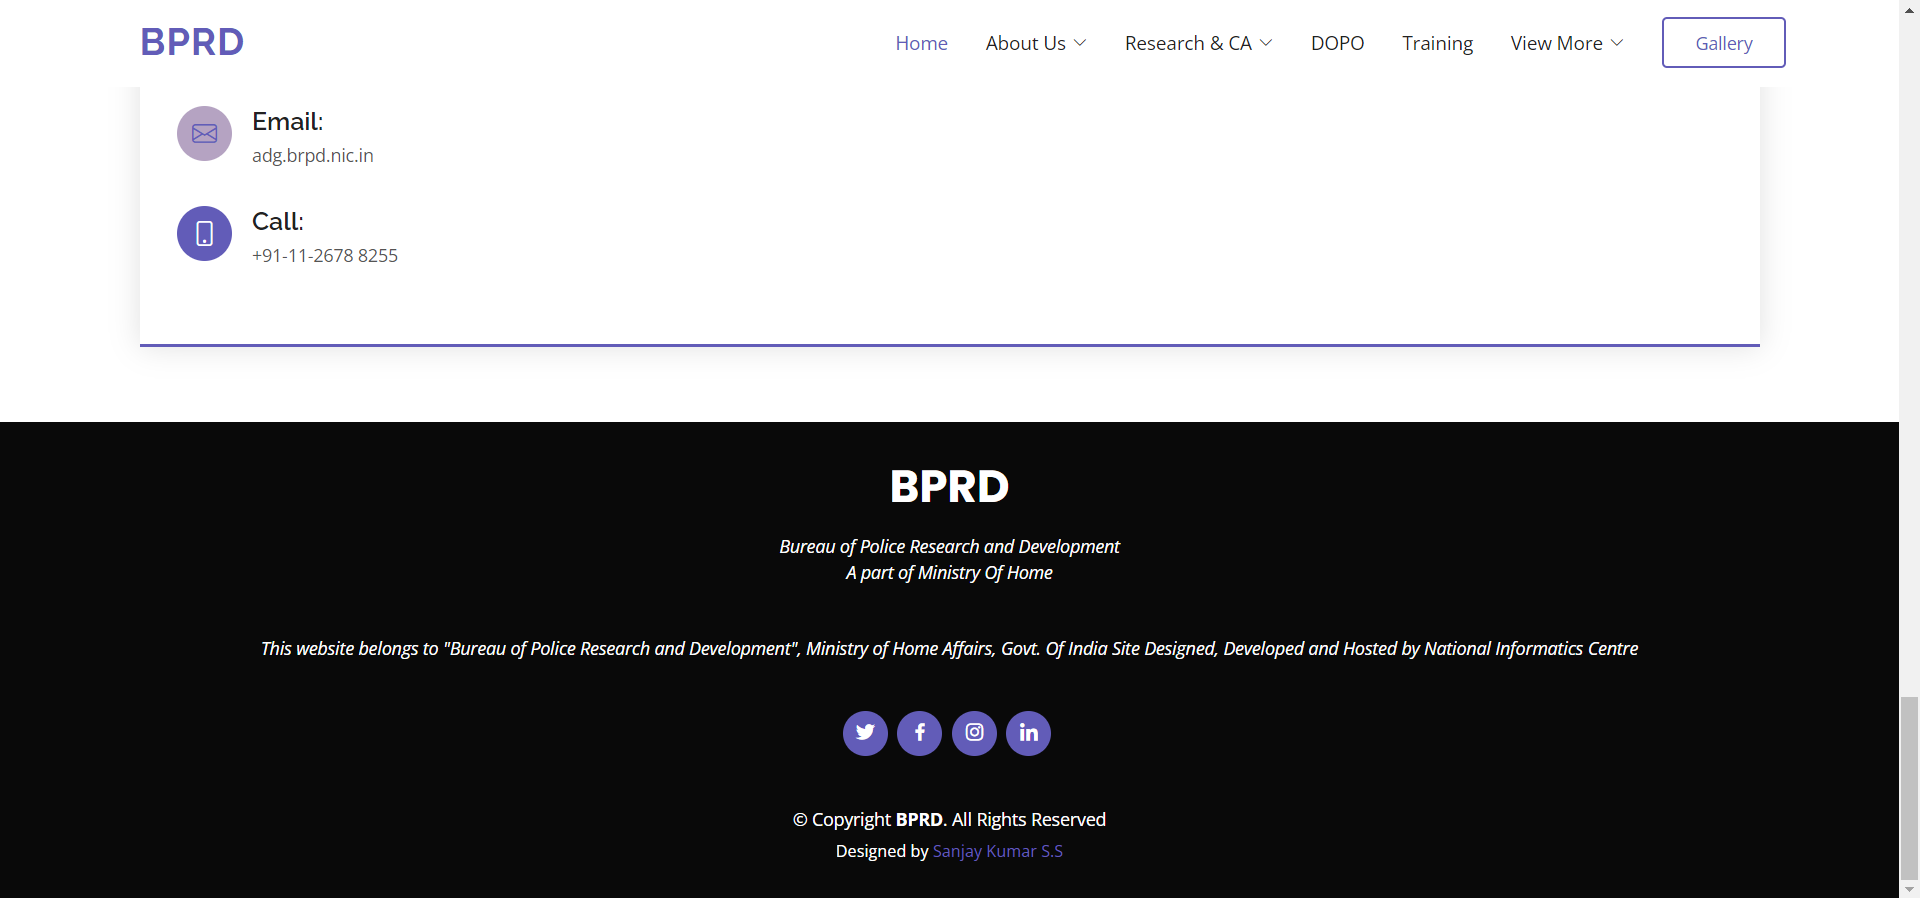 BPRD
Home About Us Research & CA DOPO Training View More Gallery
Email:
adg.brpd.nic.in
Call:
+91-11-2678 8255
BPRD
Bureau of Police Research and Development
A part of Ministry Of Home
This website belongs to "Bureau of Police Research and Development", Ministry of Home Affairs, Govt. Of India Site Designed, Developed and Hosted by National Informatics Centre
© Copyright BPRD. All Rights Reserved
Designed by Sanjay Kumar S.S